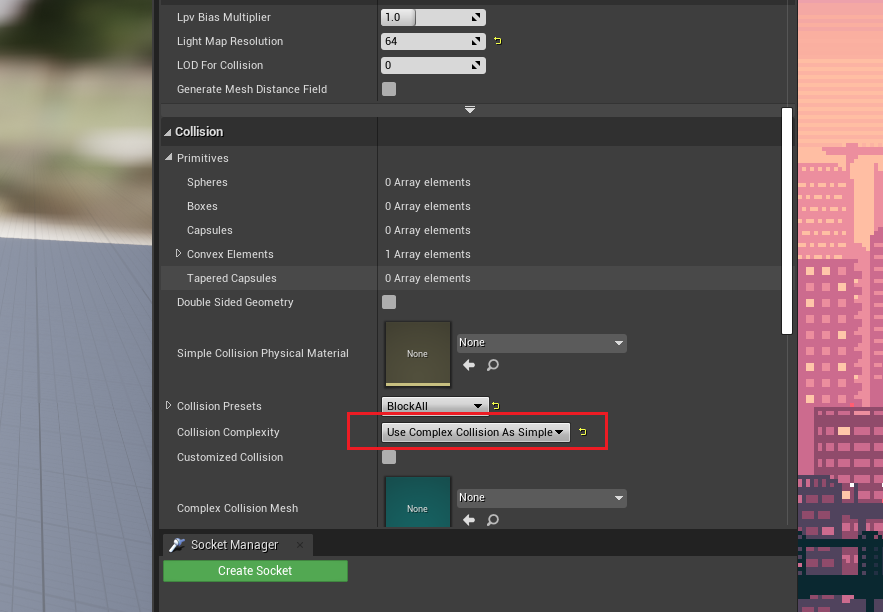 Lpv Bias Multiplier 1.0
Light Map Resolution 64
LOD For Collision 0
Generate Mesh Distance Field
Collision
Primitives
Spheres 0 Array elements
Boxes 0 Array elements
Capsules 0 Array elements
Convex Elements 1 Array elements
Tapered Capsules 0 Array elements
Double Sided Geometry
None
Simple Collision Physical Material None
Collision Presets BlockAll
Collision Complexity Use Complex Collision As Simple
Customized Collision
None
Complex Collision Mesh None
Socket Manager
Create Socket